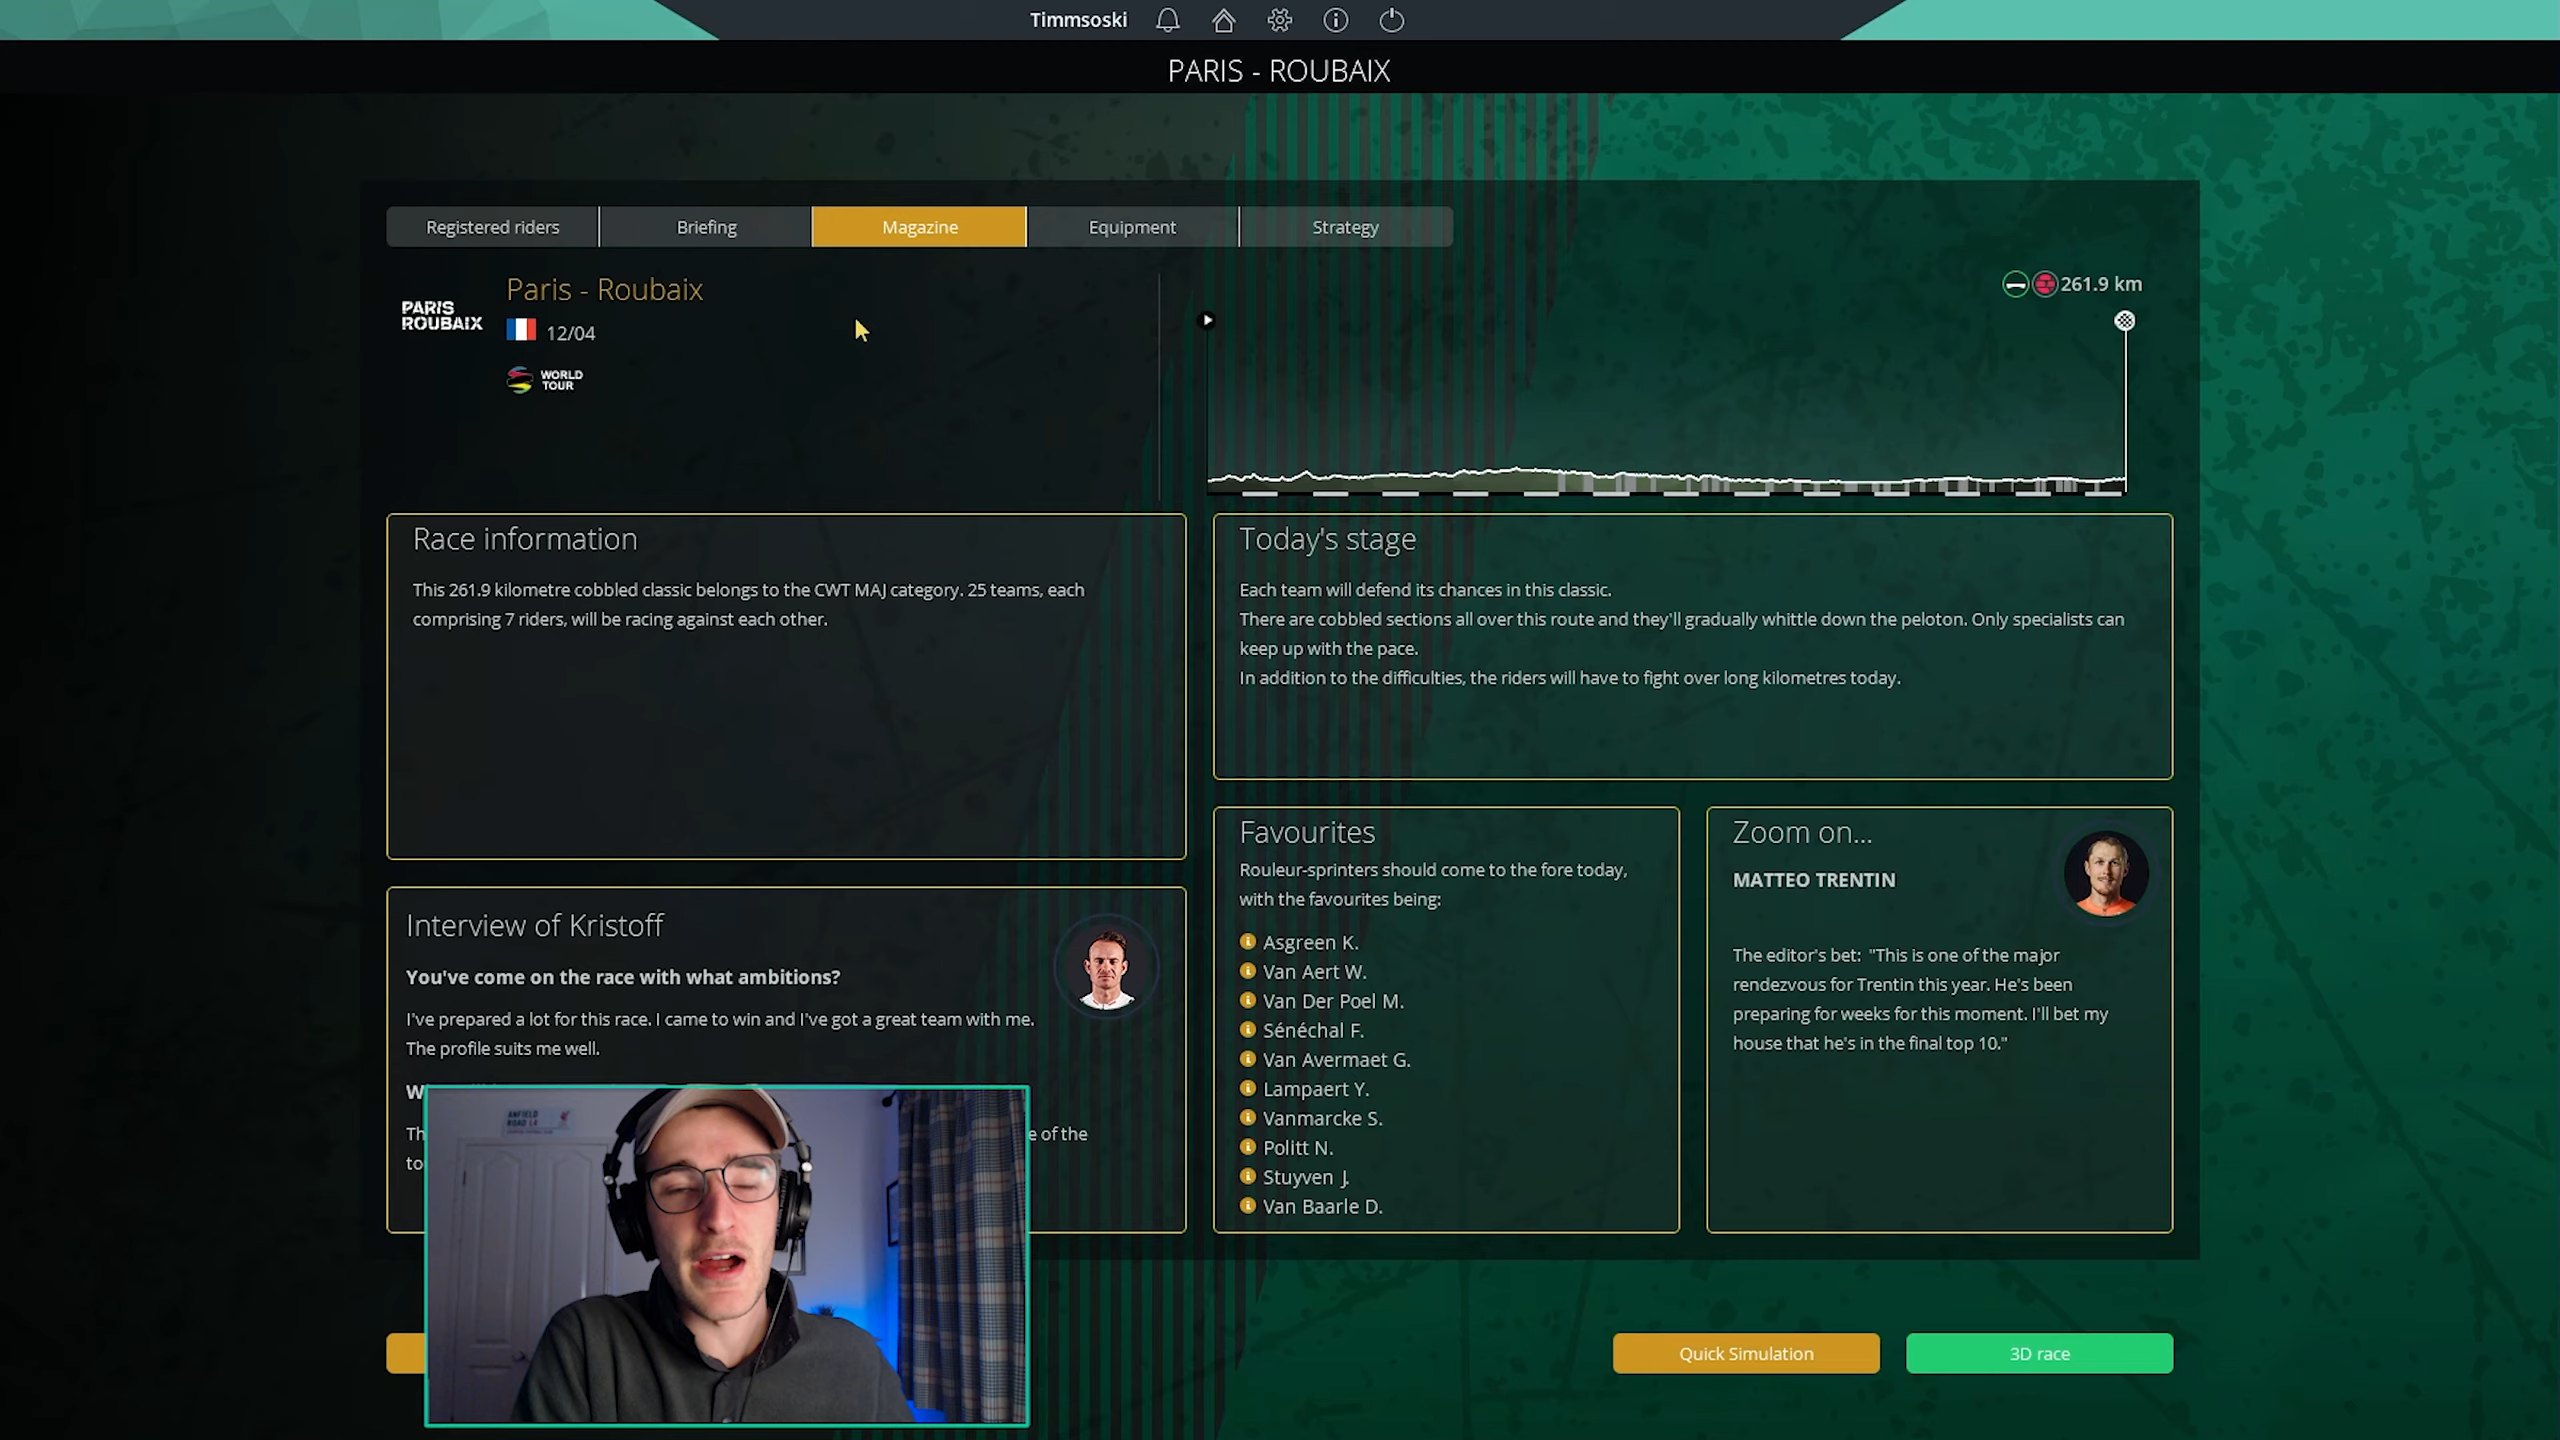 Timmsoski
PARIS - ROUBAIX
Registered riders
Briefing
Magazine
Equipment
Strategy
PARIS
ROUBAIX
Paris - Roubaix
12/04
WORLD
TOUR
261.9 km
Race information
This 261.9 kilometre cobbled classic belongs to the CWT MAJ category. 25 teams, each
comprising 7 riders, will be racing against each other.
Today's stage
Each team will defend its chances in this classic.
There are cobbled sections all over this route and they'll gradually whittle down the peloton. Only specialists can
keep up with the pace.
In addition to the difficulties, the riders will have to fight over long kilometres today.
Interview of Kristoff
You've come on the race with what ambitions?
I've prepared a lot for this race. I came to win and I've got a great team with me.
The profile suits me well.
of the
to
ANFIELD
ROAD L4
Favourites
Rouleur-sprinters should come to the fore today,
with the favourites being:
Asgreen K.
Van Aert W.
Van Der Poel M.
Sénéchal F.
Van Avermaet G.
Lampaert Y.
Vanmarcke S.
Politt N.
Stuyven J.
Van Baarle D.
Zoom on...
MATTEO TRENTIN
The editor's bet: "This is one of the major
rendezvous for Trentin this year. He's been
preparing for weeks for this moment. I'll bet my
house that he's in the final top 10."
Quick Simulation
3D race